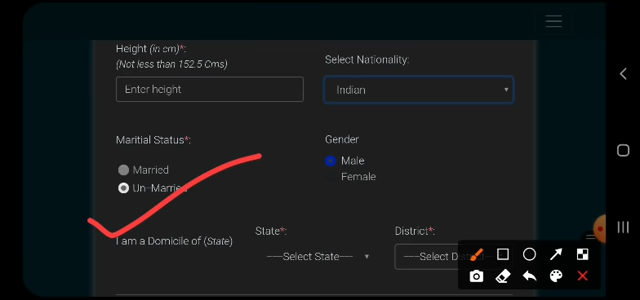 Height (in cm)*:
(Not less than 152.5 Cms)
Enter height
Select Nationality:
Indian
Maritial Status*:
Married
Un-Married
Gender
Male
Female
I am a Domicile of (State)
State*:
---Select State---
District*:
---Select